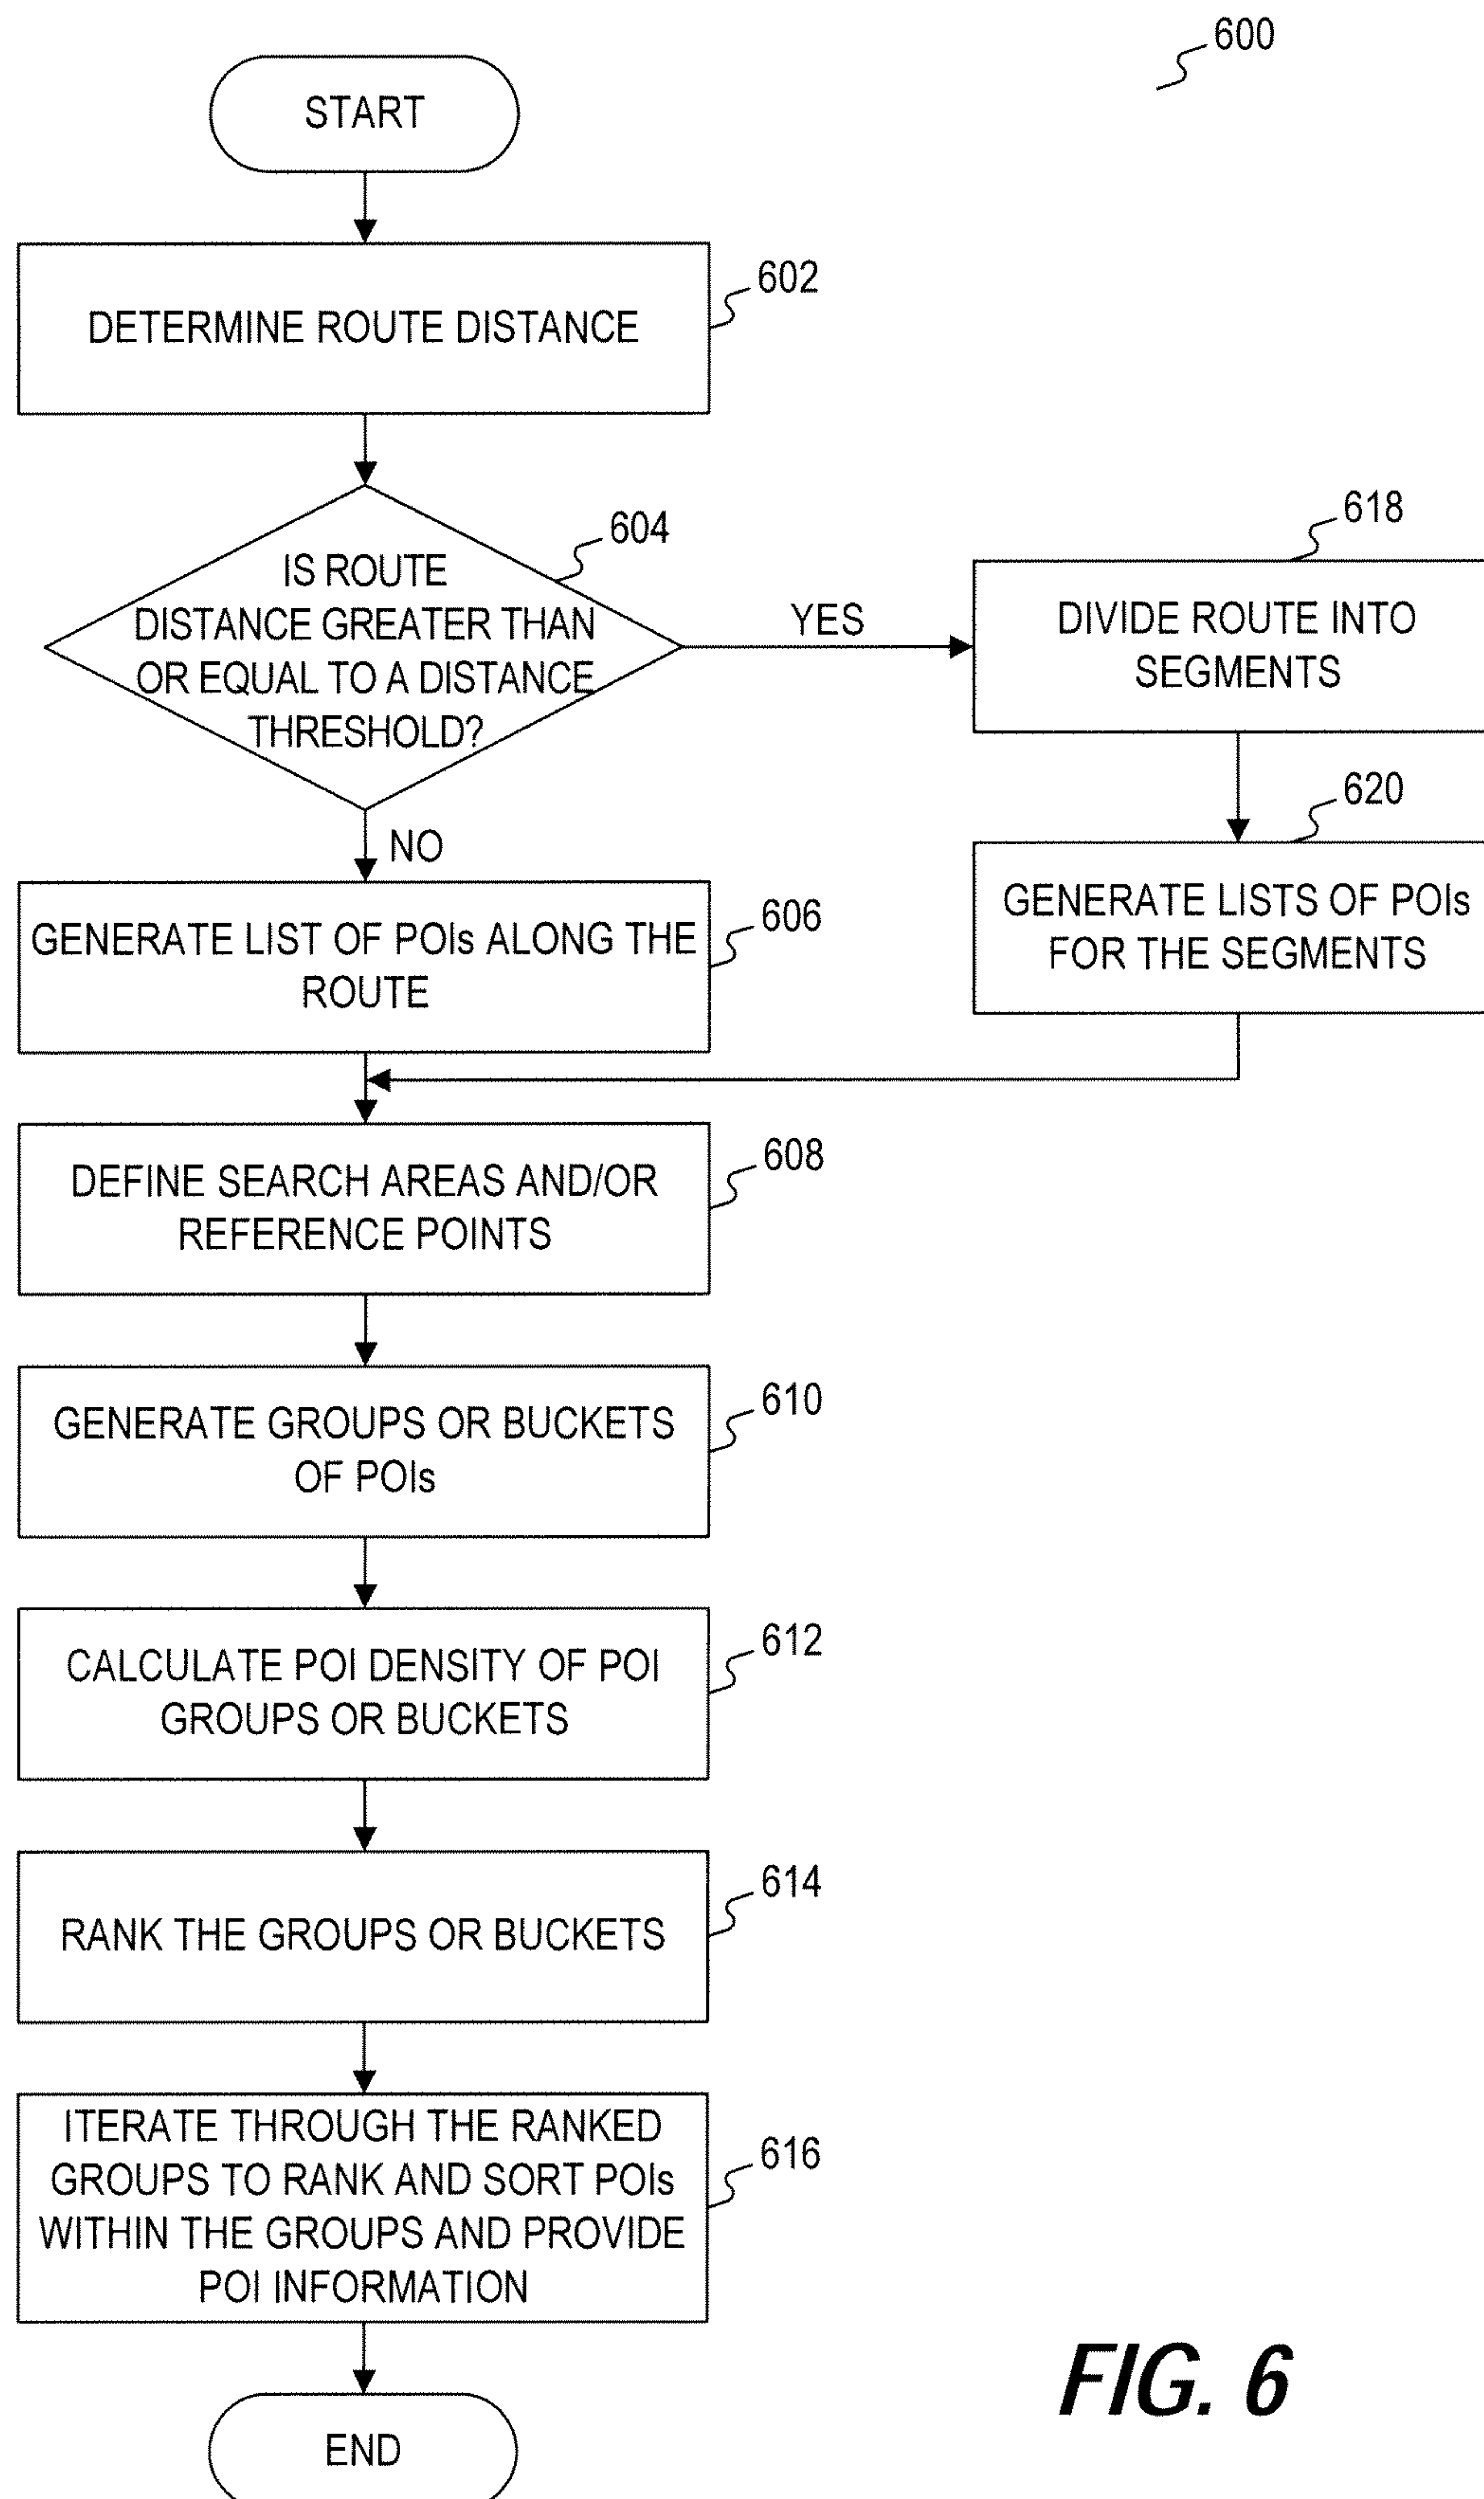 600
START
602
DETERMINE ROUTE DISTANCE
604
IS ROUTE
DISTANCE GREATER THAN
OR EQUAL TO A DISTANCE
THRESHOLD?
YES
618
DIVIDE ROUTE INTO
SEGMENTS
NO
620
GENERATE LISTS OF POIs
FOR THE SEGMENTS
606
GENERATE LIST OF POIs ALONG THE
ROUTE
608
DEFINE SEARCH AREAS AND/OR
REFERENCE POINTS
610
GENERATE GROUPS OR BUCKETS
OF POIs
612
CALCULATE POI DENSITY OF POI
GROUPS OR BUCKETS
614
RANK THE GROUPS OR BUCKETS
616
ITERATE THROUGH THE RANKED
GROUPS TO RANK AND SORT POIs
WITHIN THE GROUPS AND PROVIDE
POI INFORMATION
END
FIG. 6